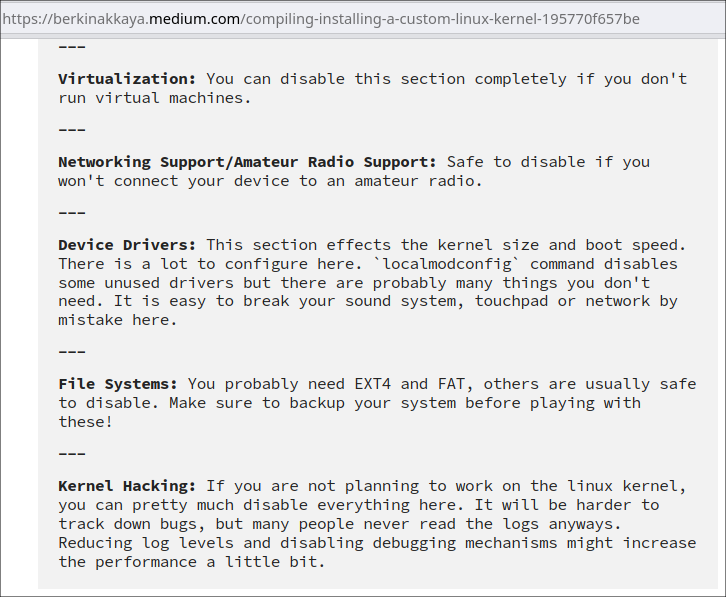 https://berkinakkaya.medium.com/compiling-installing-a-custom-linux-kernel-195770f657be
---
Virtualization: You can disable this section completely if you don't
run virtual machines.
---
Networking Support/Amateur Radio Support: Safe to disable if you
won't connect your device to an amateur radio.
---
Device Drivers: This section effects the kernel size and boot speed.
There is a lot to configure here. `localmodconfig` command disables
some unused drivers but there are probably many things you don't
need. It is easy to break your sound system, touchpad or network by
mistake here.
---
File Systems: You probably need EXT4 and FAT, others are usually safe
to disable. Make sure to backup your system before playing with
these!
---
Kernel Hacking: If you are not planning to work on the linux kernel,
you can pretty much disable everything here. It will be harder to
track down bugs, but many people never read the logs anyways.
Reducing log levels and disabling debugging mechanisms might increase
the performance a little bit.